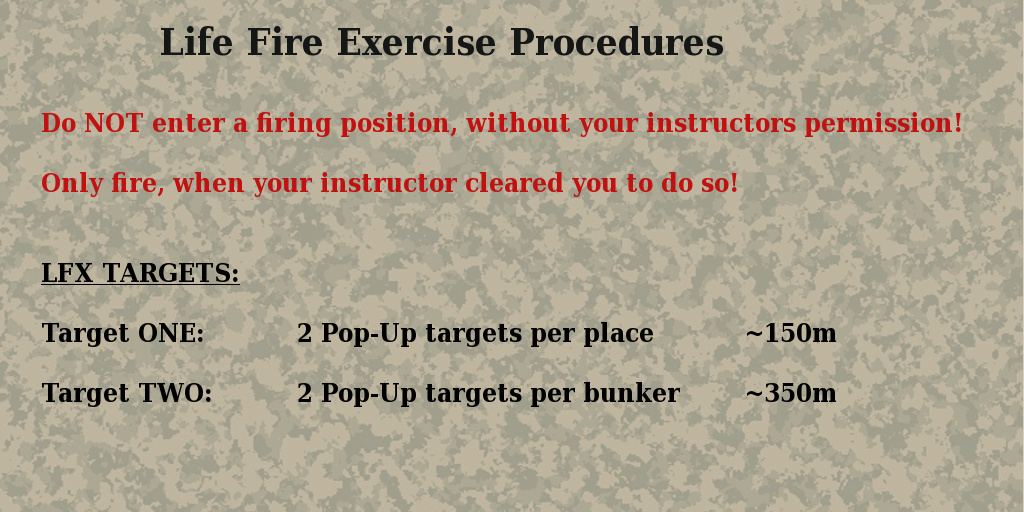 Life Fire Exercise Procedures
Do NOT enter a firing position, without your instructors permission!
Only fire, when your instructor cleared you to do so!
LFX TARGETS:
Target ONE: 2 Pop-Up targets per place ~150m
Target TWO: 2 Pop-Up targets per bunker ~350m